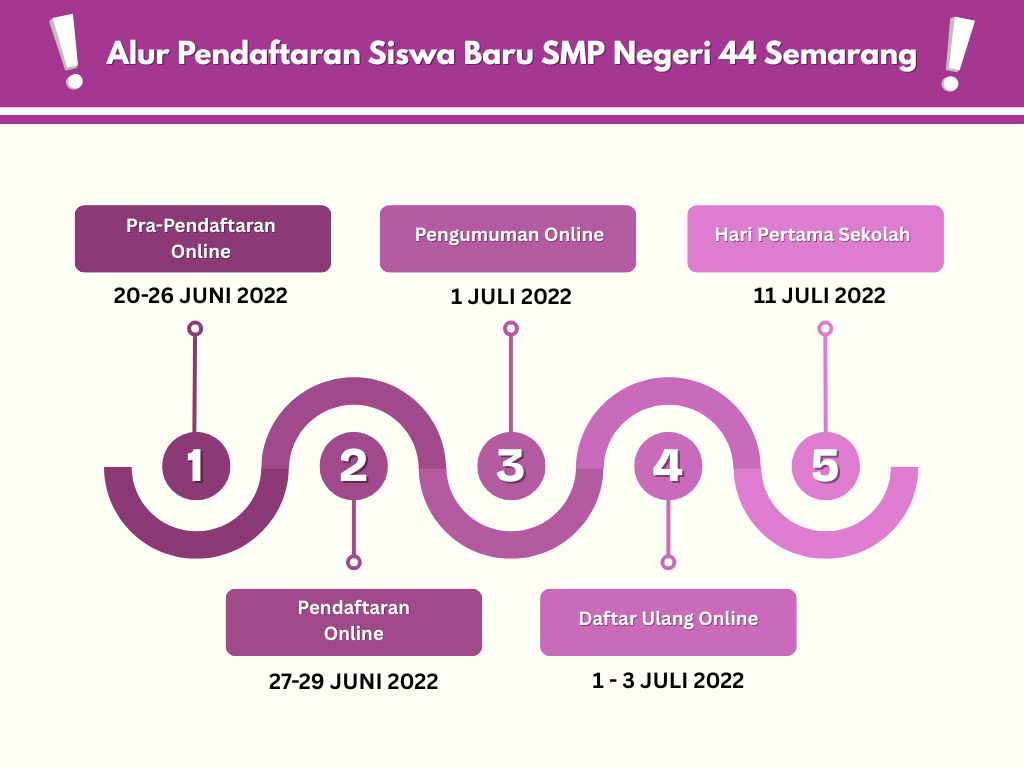 Alur Pendaftaran Siswa Baru SMP Negeri 44 Semarang
Pra-Pendaftaran
Online
20-26 JUNI 2022
Pengumuman Online
1 JULI 2022
Hari Pertama Sekolah
11 JULI 2022
1
2
3
4
5
Pendaftaran
Online
27-29 JUNI 2022
Daftar Ulang Online
1 - 3 JULI 2022